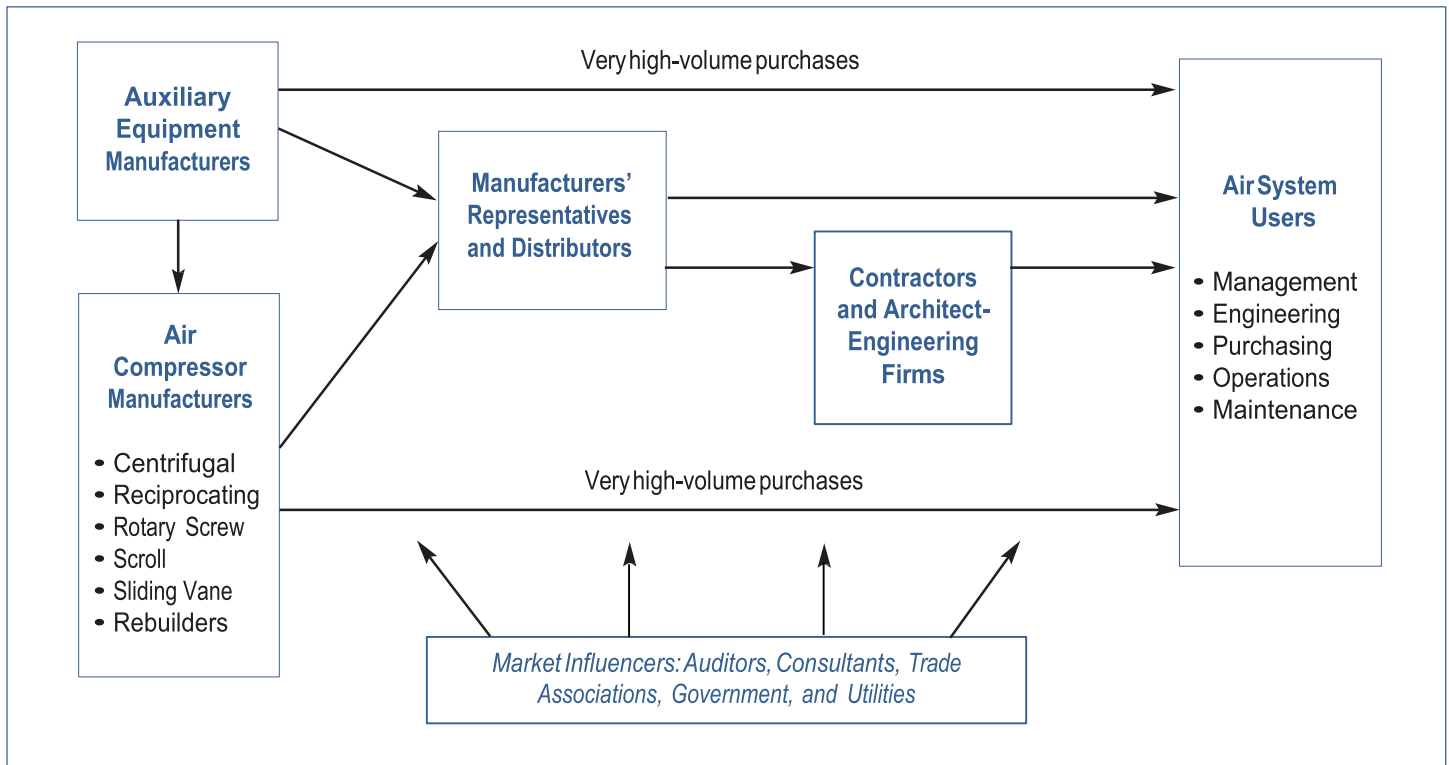 Very high-volume purchases
Auxiliary
Equipment
Manufacturers
Manufacturers’
Representatives
and Distributors
Air System
Users
• Management
• Engineering
• Purchasing
• Operations
• Maintenance
Contractors
and Architect-
Engineering
Firms
Air
Compressor
Manufacturers
• Centrifugal
• Reciprocating
• Rotary Screw
• Scroll
• Sliding Vane
• Rebuilders
Very high-volume purchases
Market Influencers: Auditors, Consultants, Trade
Associations, Government, and Utilities